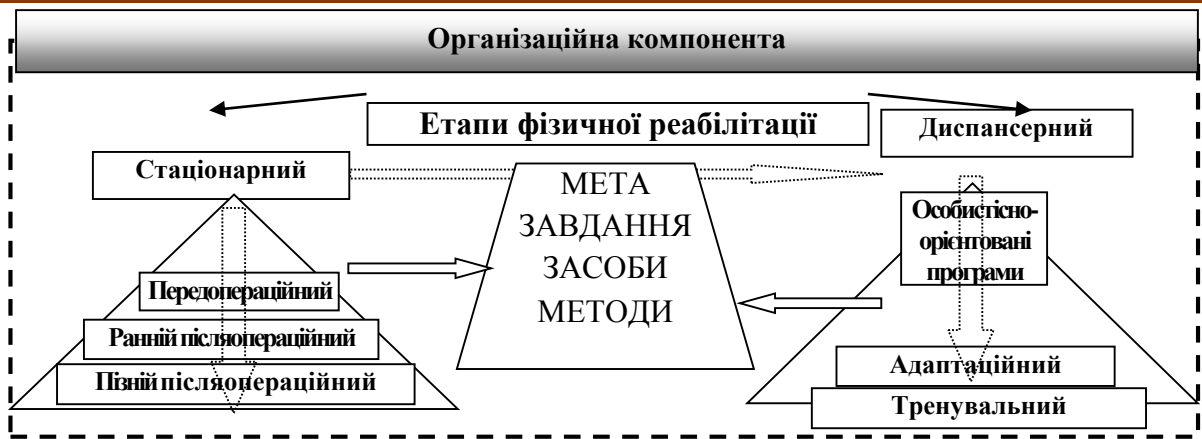 Організаційна компонента
Етапи фізичної реабілітації
Диспансерний
Стаціонарний
МЕТА
ЗАВДАННЯ
ЗАСОБИ
МЕТОДИ
Особистісно-
орієнтовані
програми
Передопераційний
Ранній післяопераційний
Пізній післяопераційний
Адаптаційний
Тренувальний